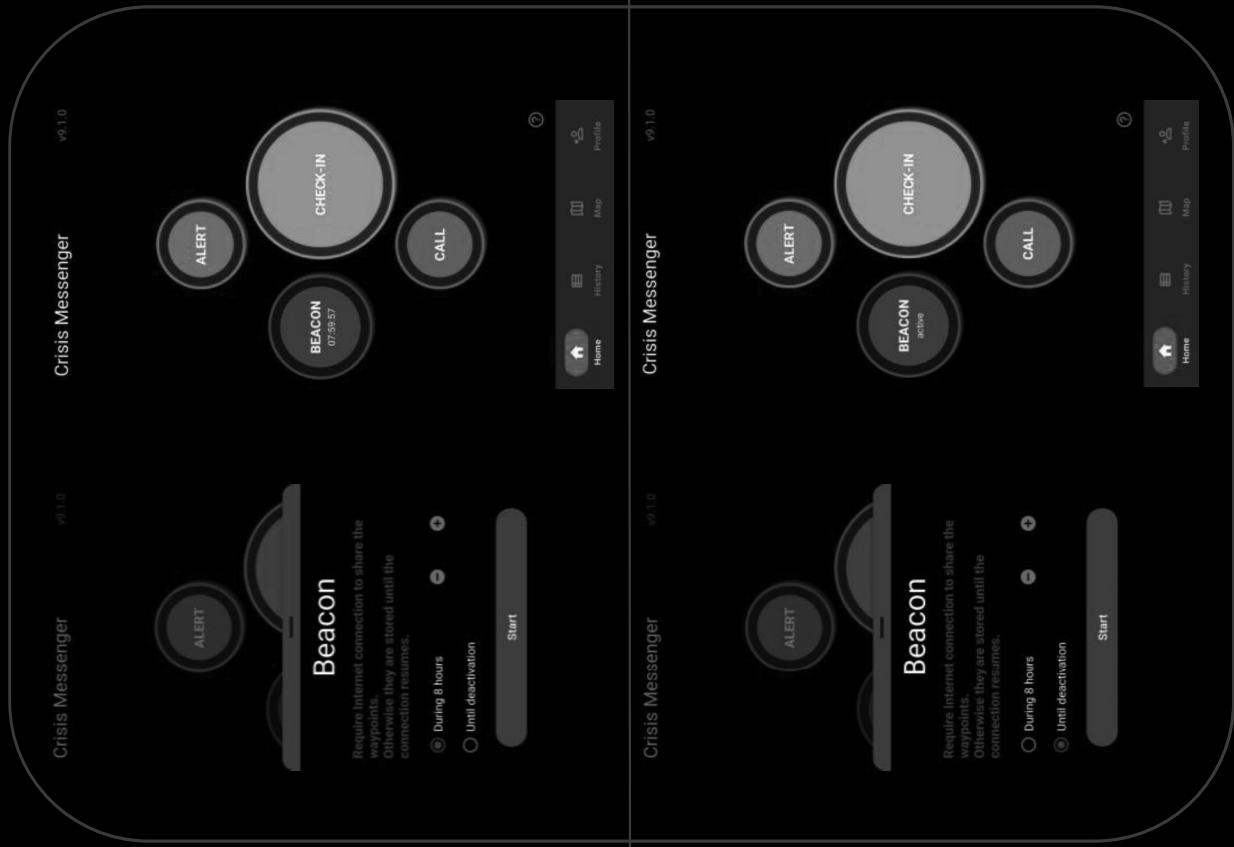 Crisis Messenger v9.1.0
ALERT
Beacon
Require Internet connection to share the
waypoints.
Otherwise they are stored until the
connection resumes.
During 8 hours
Until deactivation
Start
Crisis Messenger v9.1.0
ALERT
BEACON
07:59:57
CHECK-IN
CALL
Home History Map Profile
Crisis Messenger v9.1.0
ALERT
Beacon
Require Internet connection to share the
waypoints.
Otherwise they are stored until the
connection resumes.
During 8 hours
Until deactivation
Start
Crisis Messenger v9.1.0
ALERT
BEACON
active
CHECK-IN
CALL
Home History Map Profile